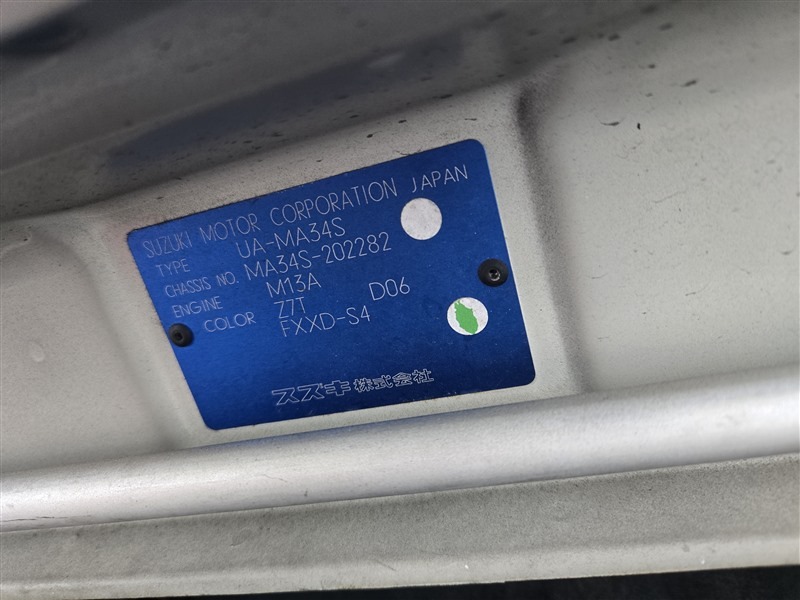 SUZUKI MOTOR CORPORATION JAPAN
TYPE UA-MA34S
CHASSIS NO. MA34S-202282
ENGINE M13A
COLOR Z7T D06
FXXD-S4
スズキ株式会社